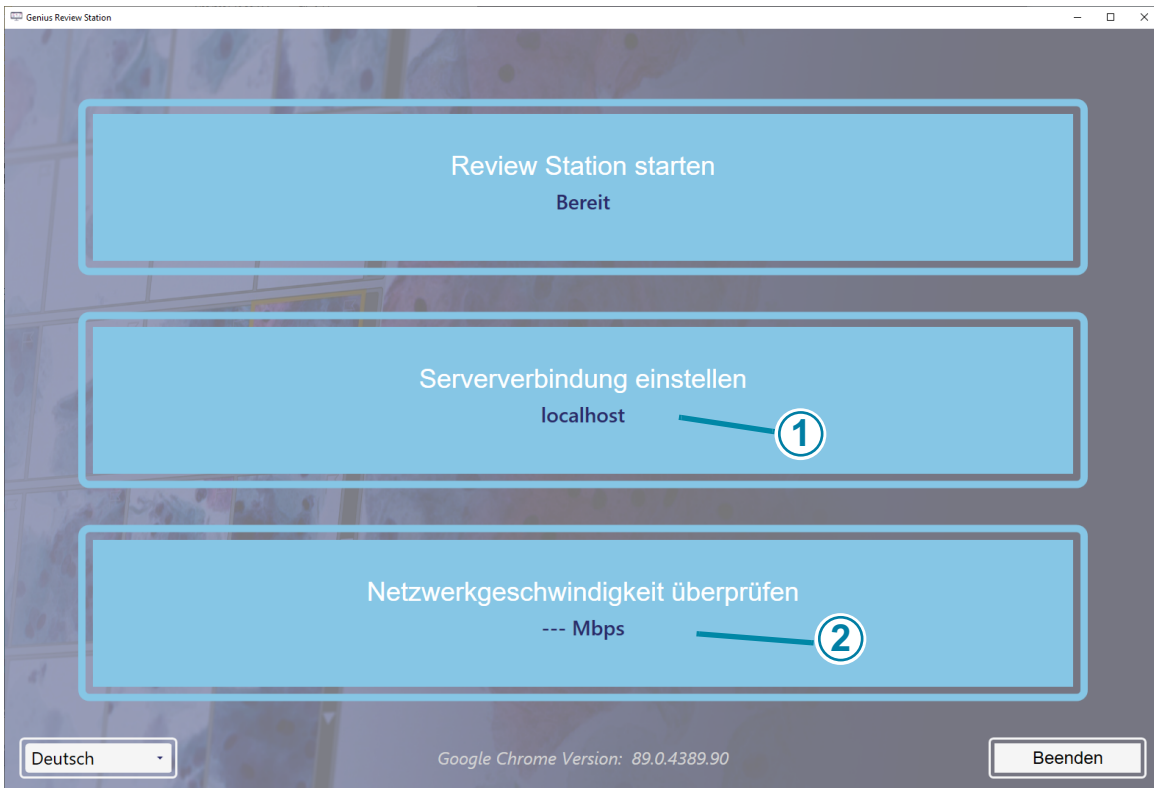 Genius Review Station
Review Station starten
Bereit
Serververbindung einstellen
localhost
1
Netzwerkgeschwindigkeit überprüfen
--- Mbps
2
Deutsch
Google Chrome Version: 89.0.4389.90
Beenden